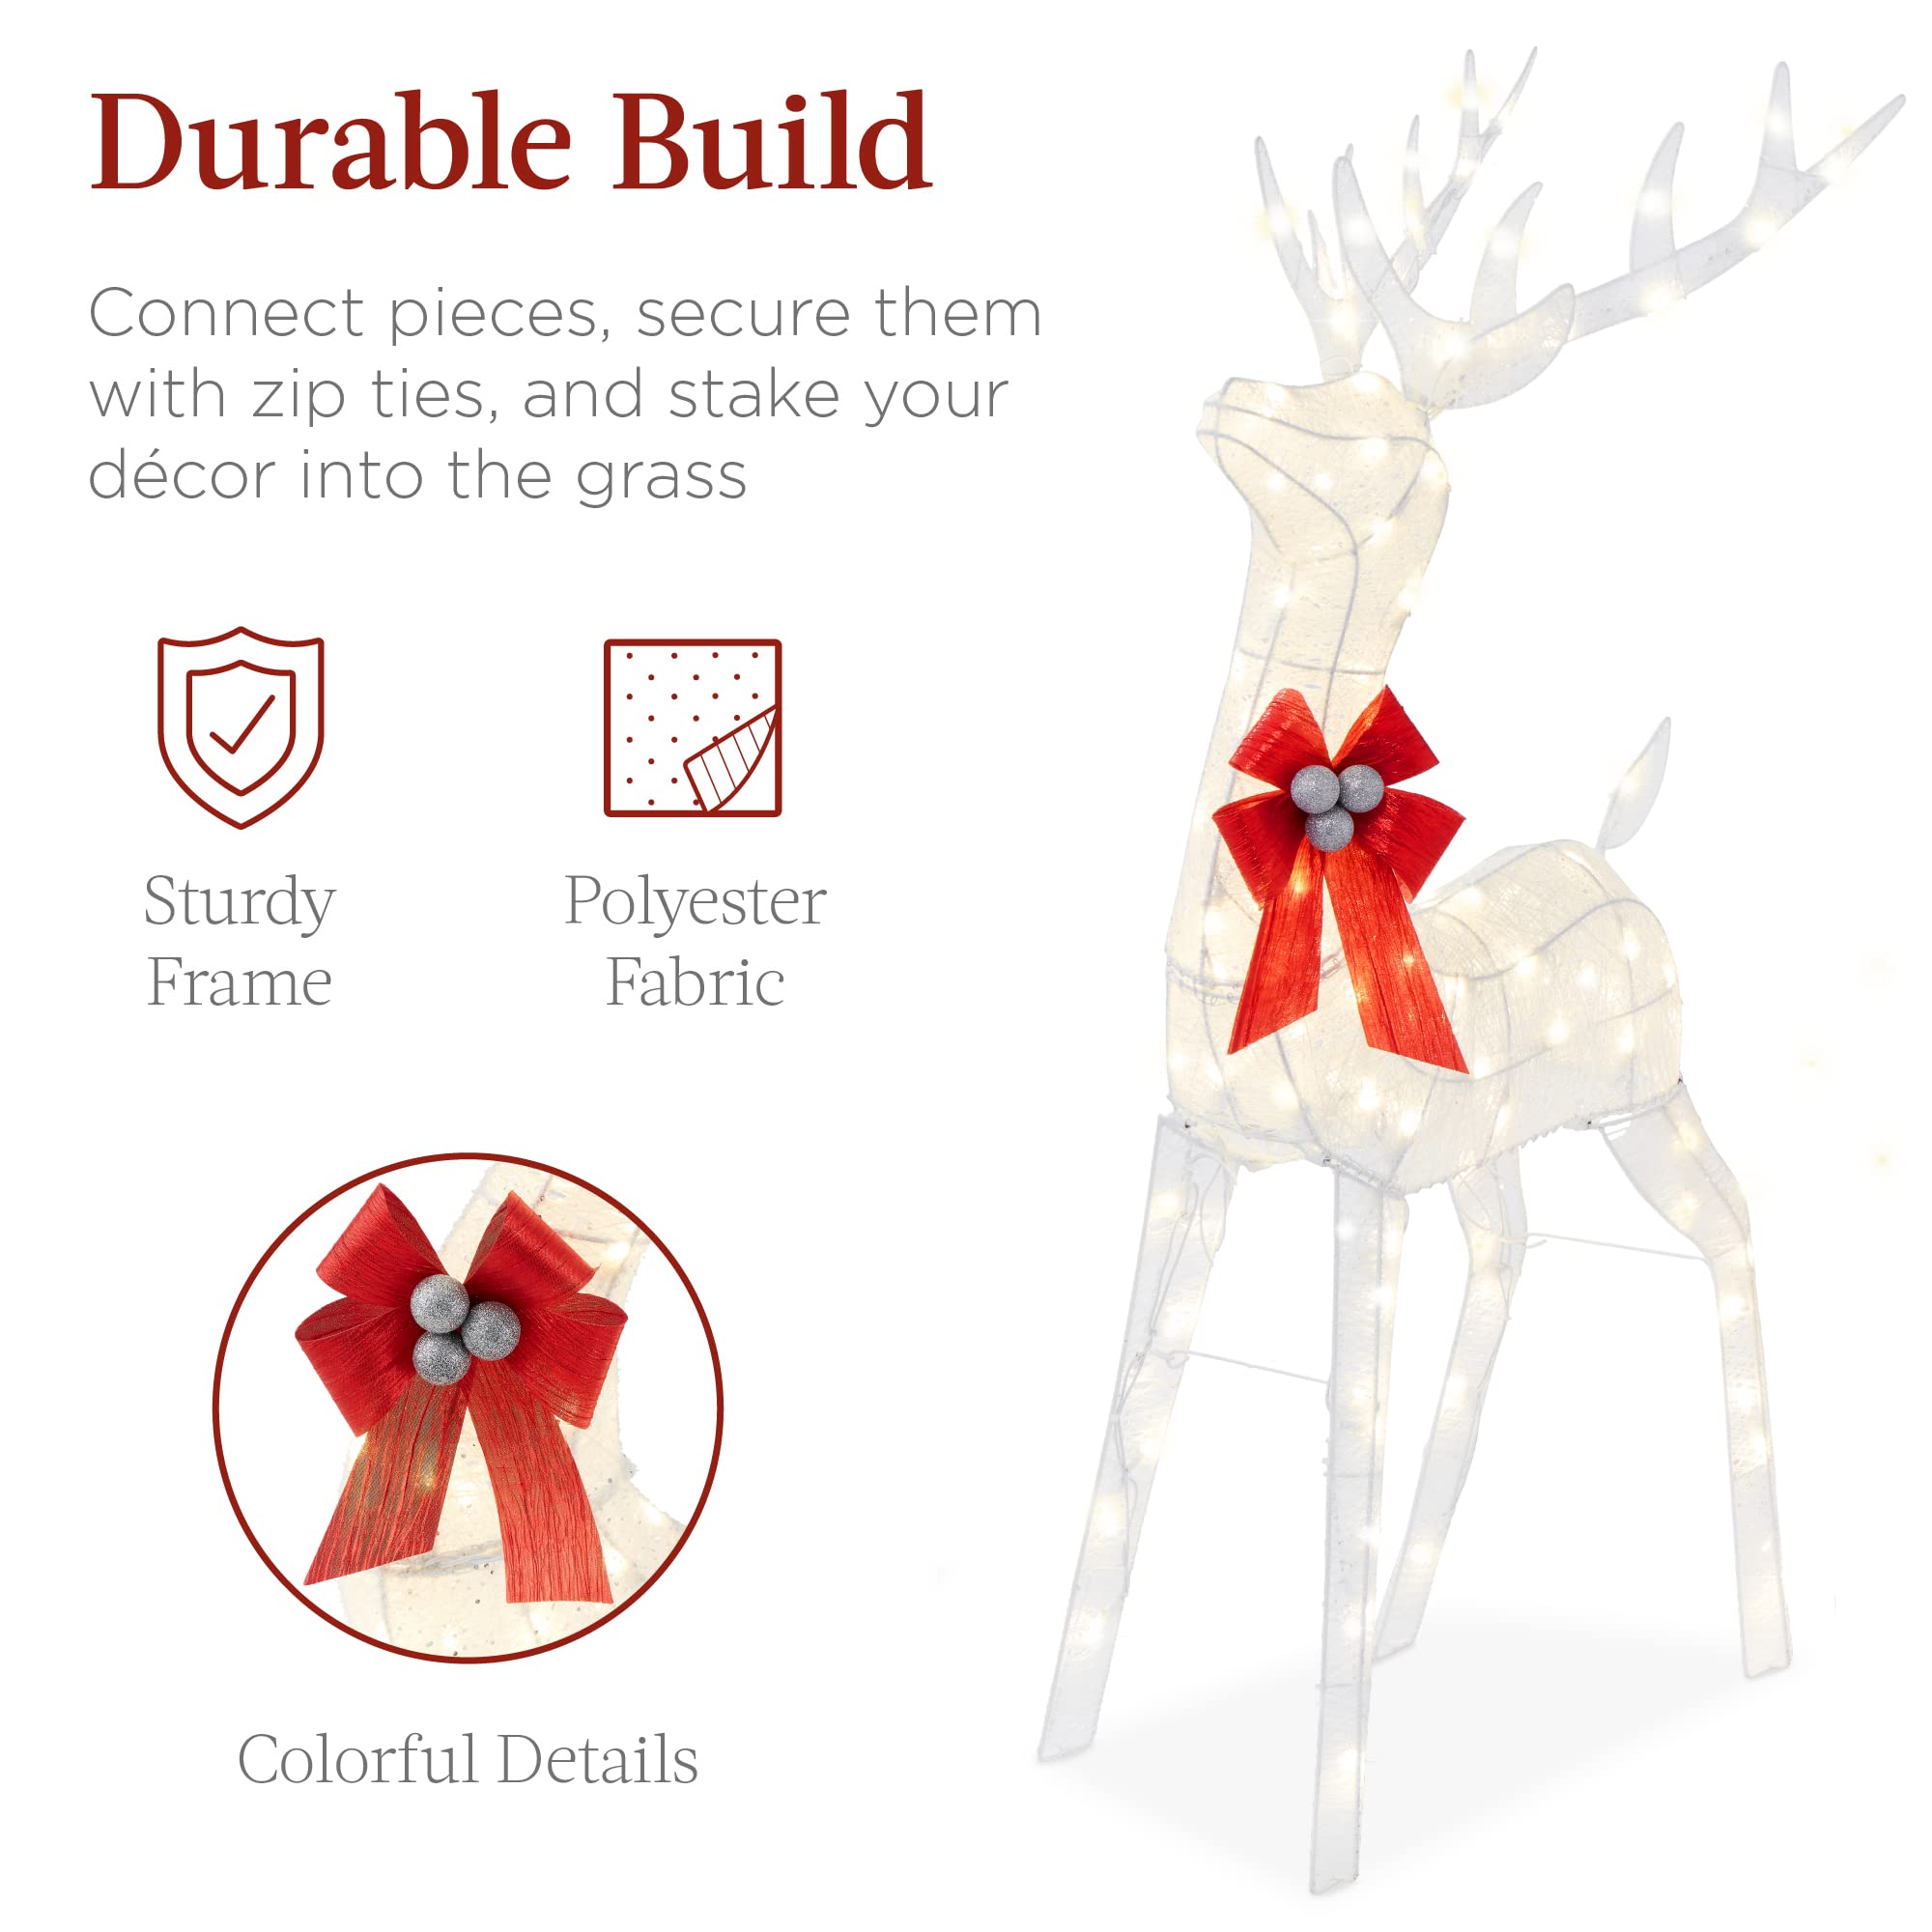 Durable Build
Connect pieces, secure them
with zip ties, and stake your
décor into the grass
Sturdy
Frame
Polyester
Fabric
Colorful Details